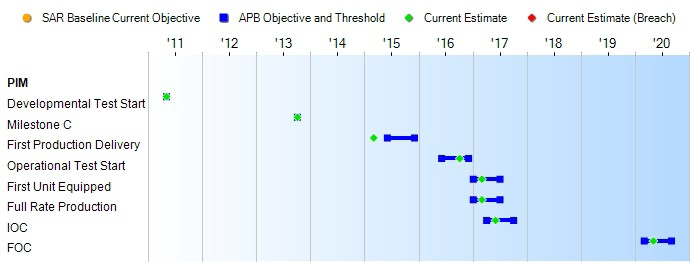 SAR Baseline Current Objective APB Objective and Threshold Current Estimate Current Estimate (Breach)
'11 '12 '13 '14 '15 '16 '17 '18 '19 '20
PIM
Developmental Test Start
Milestone C
First Production Delivery
Operational Test Start
First Unit Equipped
Full Rate Production
IOC
FOC